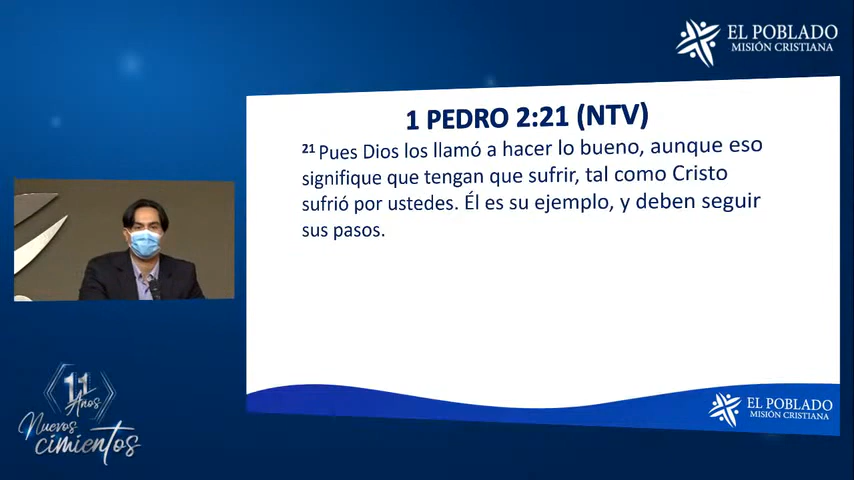 EL POBLADO
MISIÓN CRISTIANA
1 PEDRO 2:21 (NTV)
21 Pues Dios los llamó a hacer lo bueno, aunque eso
significa que tengan que sufrir, tal como Cristo
sufrió por ustedes. Él es su ejemplo, y deben seguir
sus pasos.
11
Años
Nuevos
cimientos
EL POBLADO
MISIÓN CRISTIANA